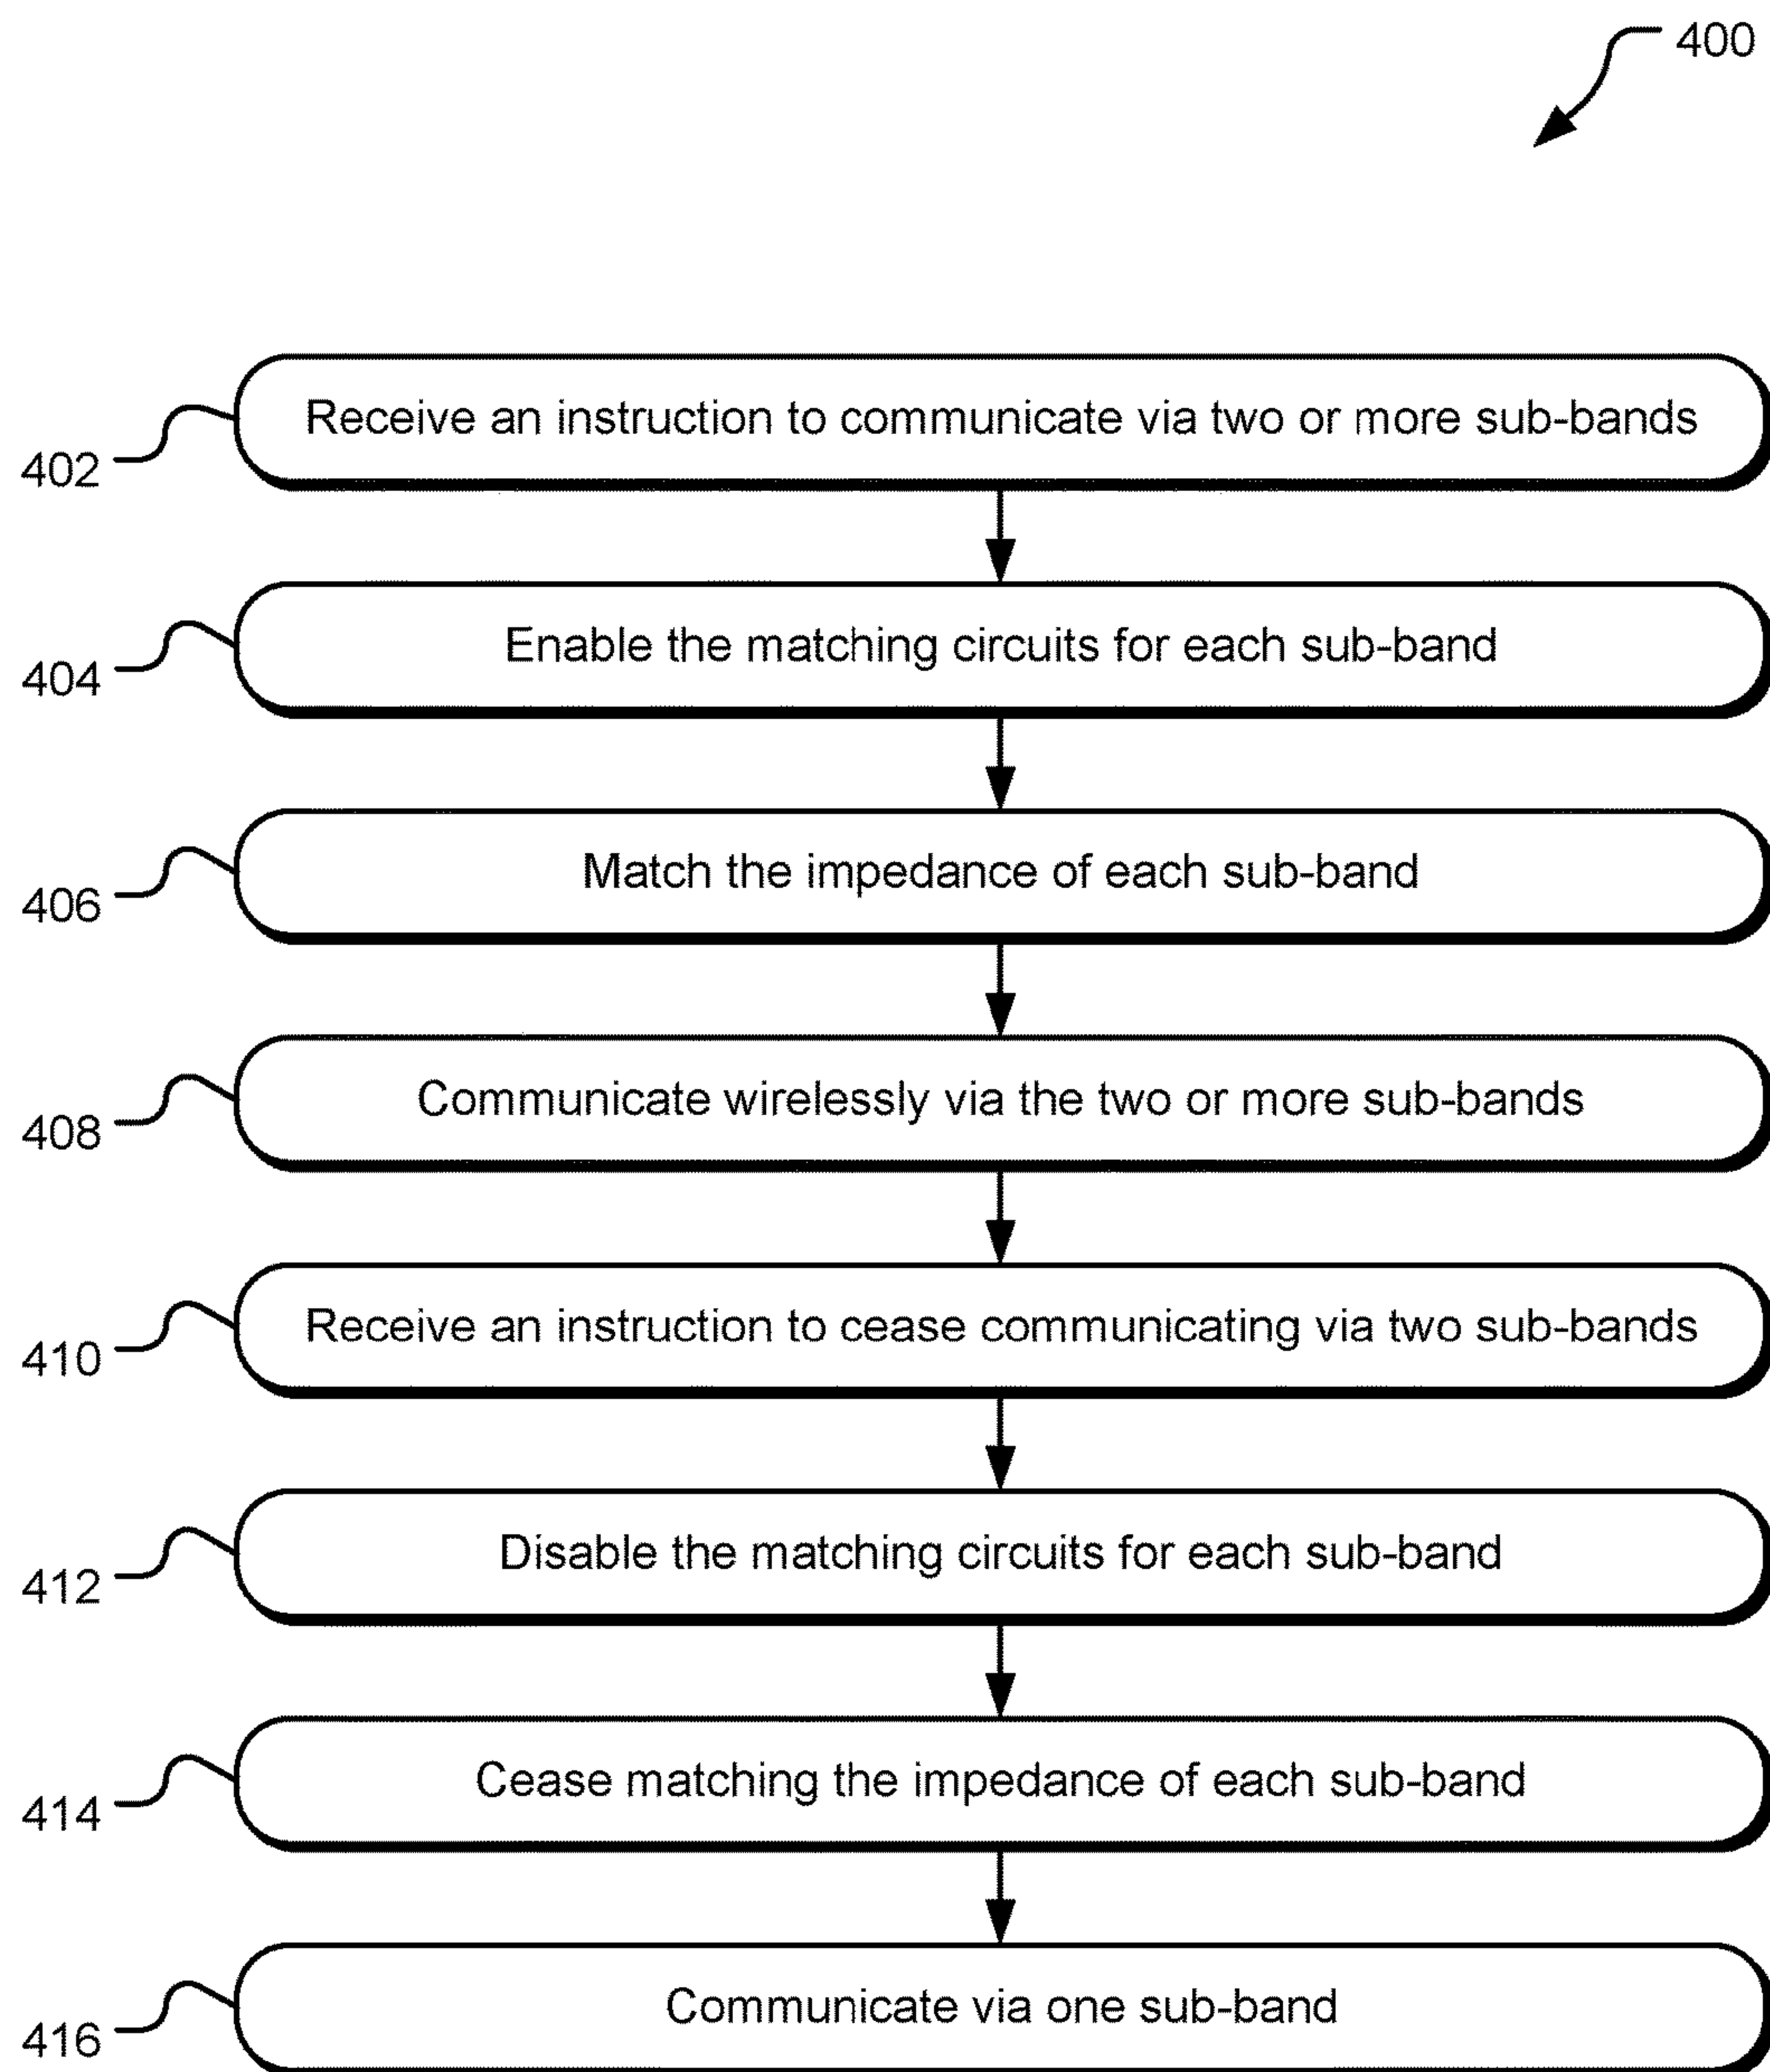 400
Receive an instruction to communicate via two or more sub-bands
402
Enable the matching circuits for each sub-band
404
Match the impedance of each sub-band
406
Communicate wirelessly via the two or more sub-bands
408
Receive an instruction to cease communicating via two sub-bands
410
Disable the matching circuits for each sub-band
412
Cease matching the impedance of each sub-band
414
Communicate via one sub-band
416